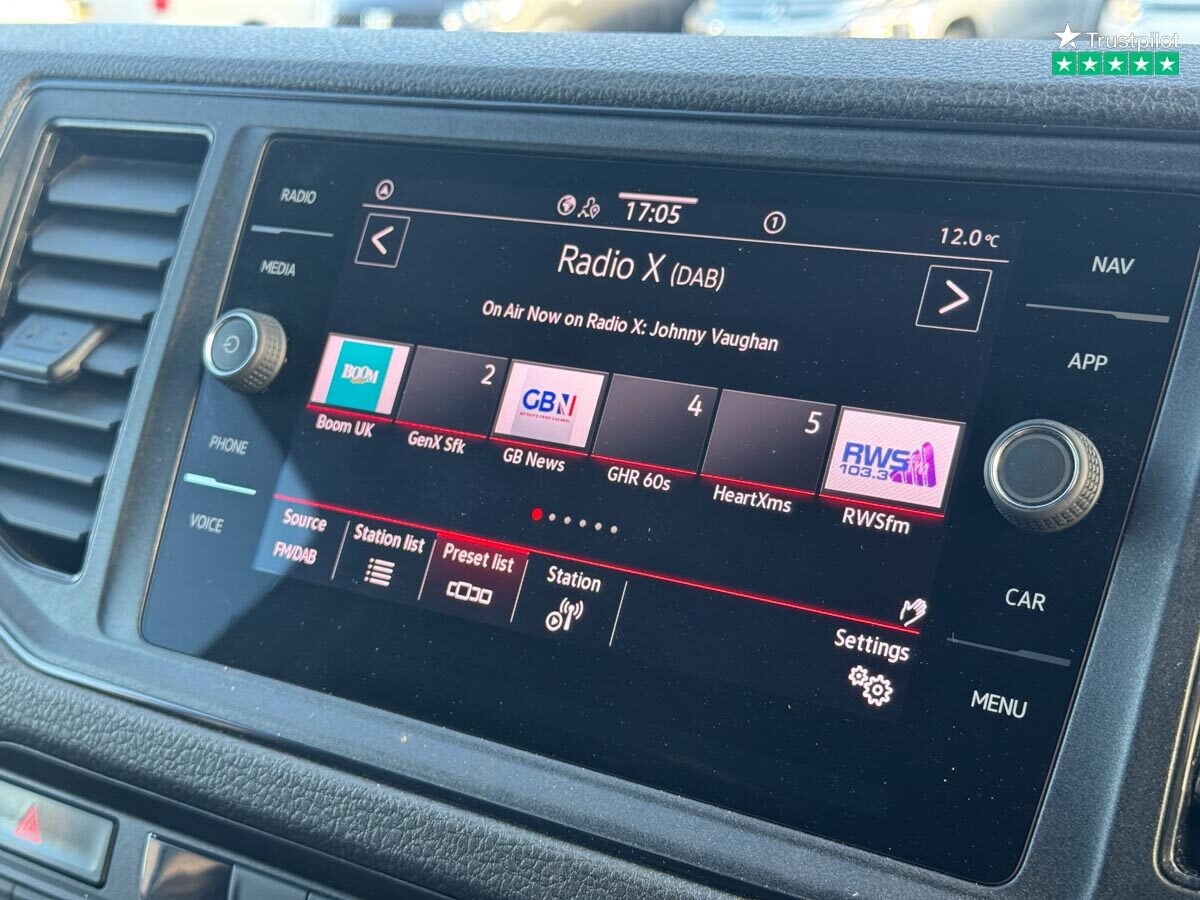 Trustpilot
RADIO
MEDIA
PHONE
VOICE
17:05
1
12.0°C
<
Radio X (DAB)
>
On Air Now on Radio X: Johnny Vaughan
BOOM
2
GBN
4
5
RWSfm
103.3
Boom UK
GenX Sfk
GB News
GHR 60s
HeartXms
RWSfm
Source
FM/DAB
Station list
Preset list
Station
Settings
NAV
APP
CAR
MENU